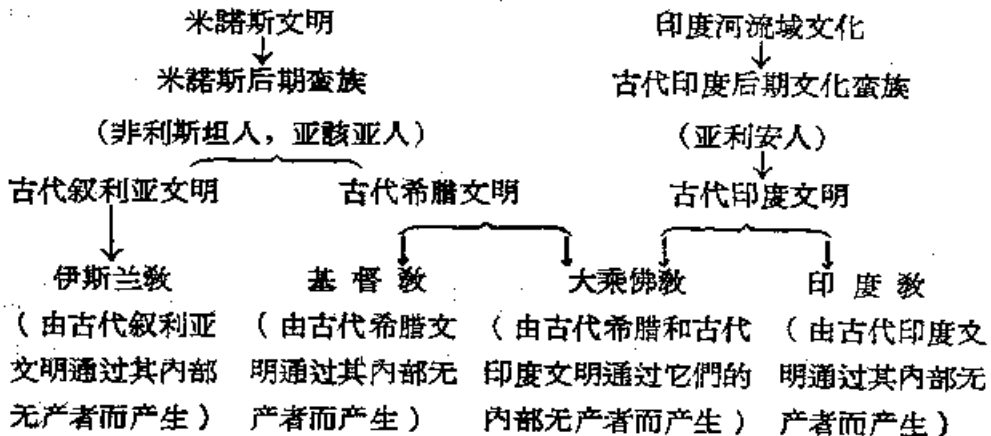 米諾斯文明 印度河流域文化
米諾斯后期蛮族 古代印度后期文化蛮族
（非利斯坦人，亚該亚人） （亚利安人）
古代叙利亚文明 古代希腊文明 古代印度文明
伊斯兰教 基督教 大乘佛教 印度教
（由古代叙利亚 （由古代希腊文 （由古代希腊和古代 （由古代印度文
文明通过其内部 明通过其内部无 印度文明通过它們的 明通过其内部无
无产者而产生） 产者而产生） 内部无产者而产生） 产者而产生）